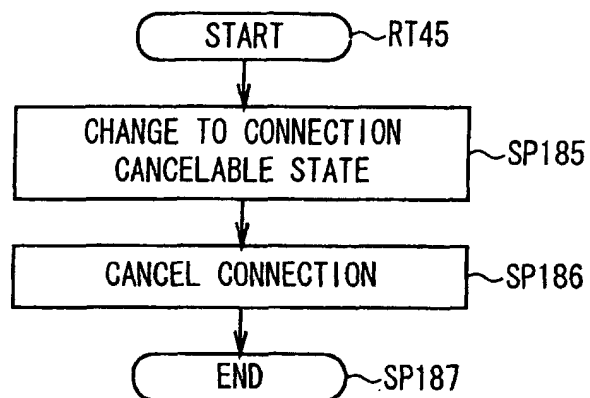 START
RT45
CHANGE TO CONNECTION
CANCELABLE STATE
SP185
CANCEL CONNECTION
SP186
END
SP187